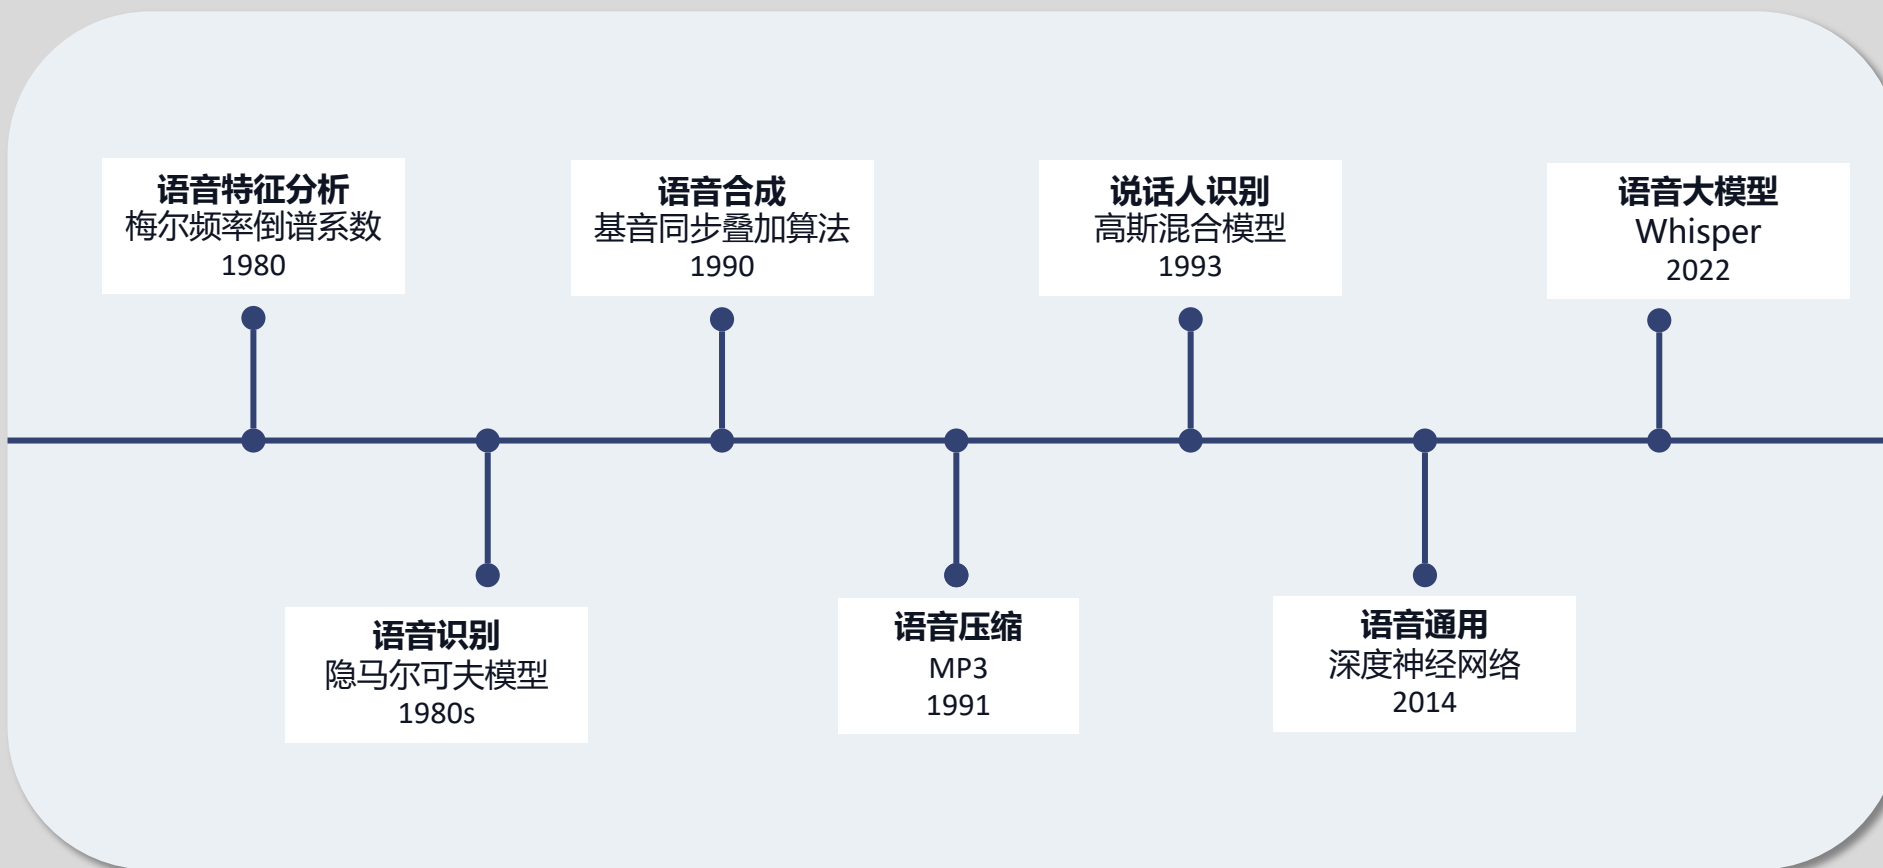 语音特征分析
梅尔频率倒谱系数
1980
语音合成
基音同步叠加算法
1990
说话人识别
高斯混合模型
1993
语音大模型
Whisper
2022
语音识别
隐马尔可夫模型
1980s
语音压缩
MP3
1991
语音通用
深度神经网络
2014